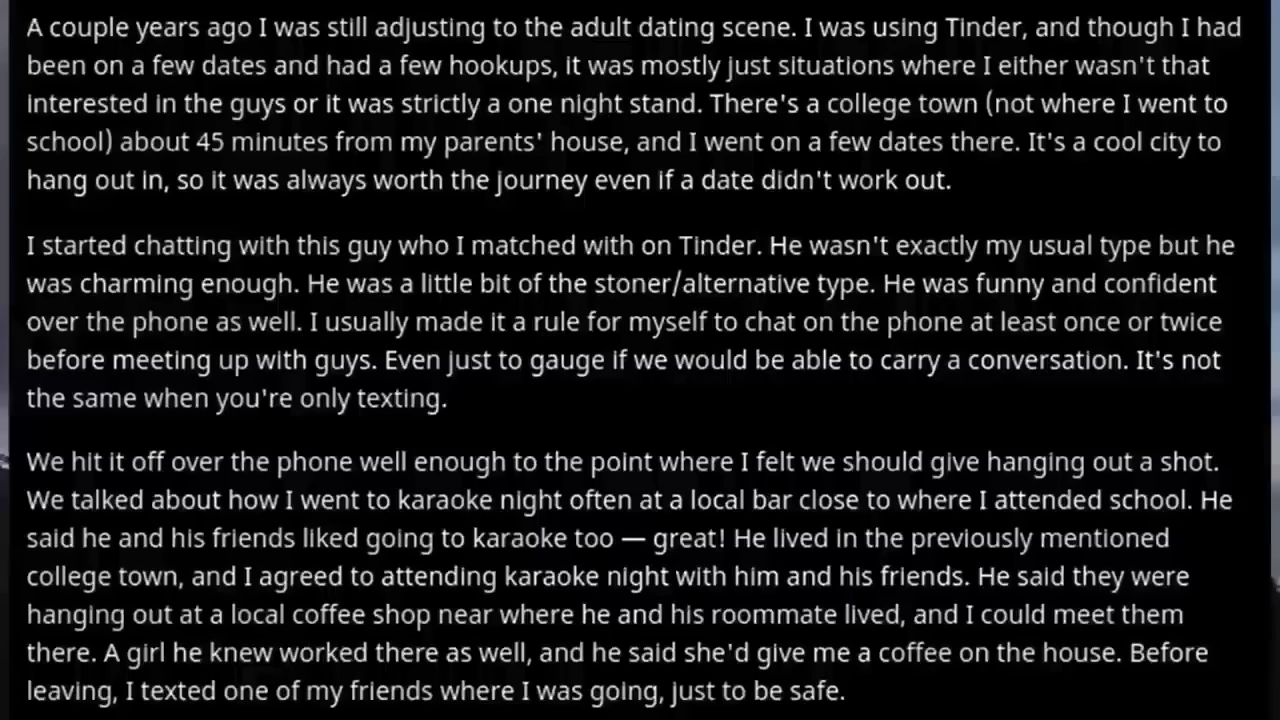 A couple years ago I was still adjusting to the adult dating scene. I was using Tinder, and though I had
been on a few dates and had a few hookups, it was mostly just situations where I either wasn't that
interested in the guys or it was strictly a one night stand. There's a college town (not where I went to
school) about 45 minutes from my parents' house, and I went on a few dates there. It's a cool city to
hang out in, so it was always worth the journey even if a date didn't work out.
I started chatting with this guy who I matched with on Tinder. He wasn't exactly my usual type but he
was charming enough. He was a little bit of the stoner/alternative type. He was funny and confident
over the phone as well. I usually made it a rule for myself to chat on the phone at least once or twice
before meeting up with guys. Even just to gauge if we would be able to carry a conversation. It's not
the same when you're only texting.
We hit it off over the phone well enough to the point where I felt we should give hanging out a shot.
We talked about how I went to karaoke night often at a local bar close to where I attended school. He
said he and his friends liked going to karaoke too — great! He lived in the previously mentioned
college town, and I agreed to attending karaoke night with him and his friends. He said they were
hanging out at a local coffee shop near where he and his roommate lived, and I could meet them
there. A girl he knew worked there as well, and he said she'd give me a coffee on the house. Before
leaving, I texted one of my friends where I was going, just to be safe.